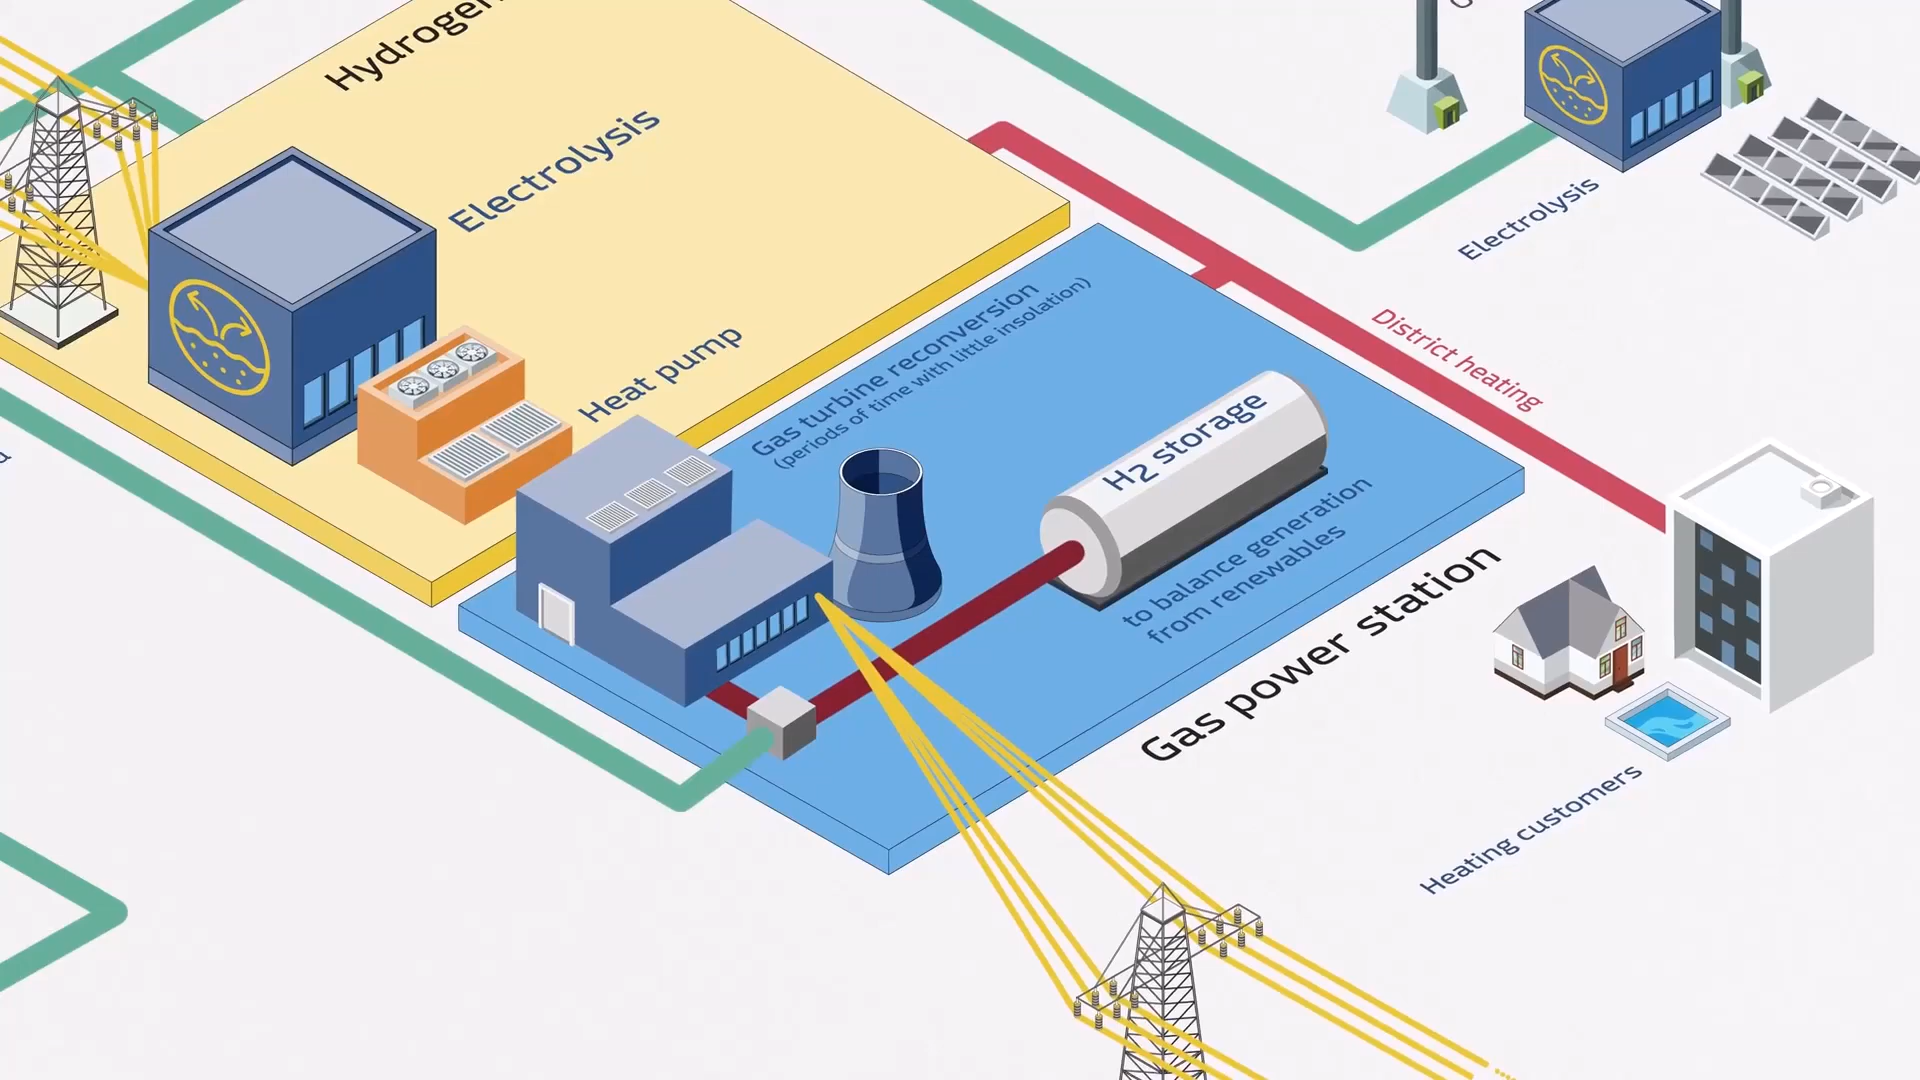 Hydrogen
Electrolysis
Heat pump
Gas turbine reconversion
(periods of time with little insolation)
H2 storage
to balance generation
from renewables
Gas power station
District heating
Electrolysis
Heating customers